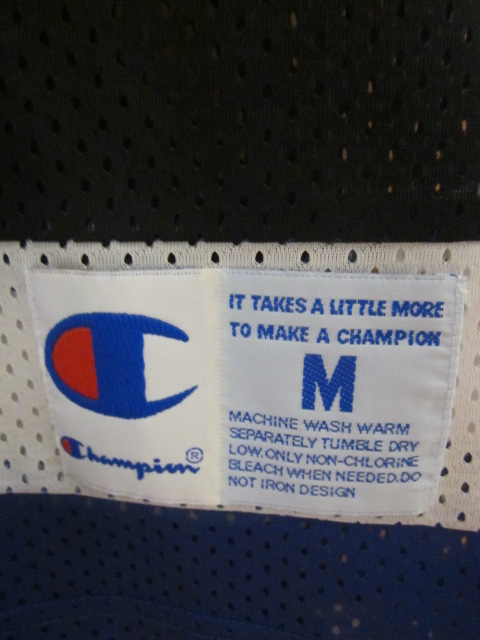 IT TAKES A LITTLE MORE
TO MAKE A CHAMPION
M
MACHINE WASH WARM
SEPARATELY TUMBLE DRY
LOW.ONLY NON-CHLORINE
BLEACH WHEN NEEDED.DO
NOT IRON DESIGN
Champion®